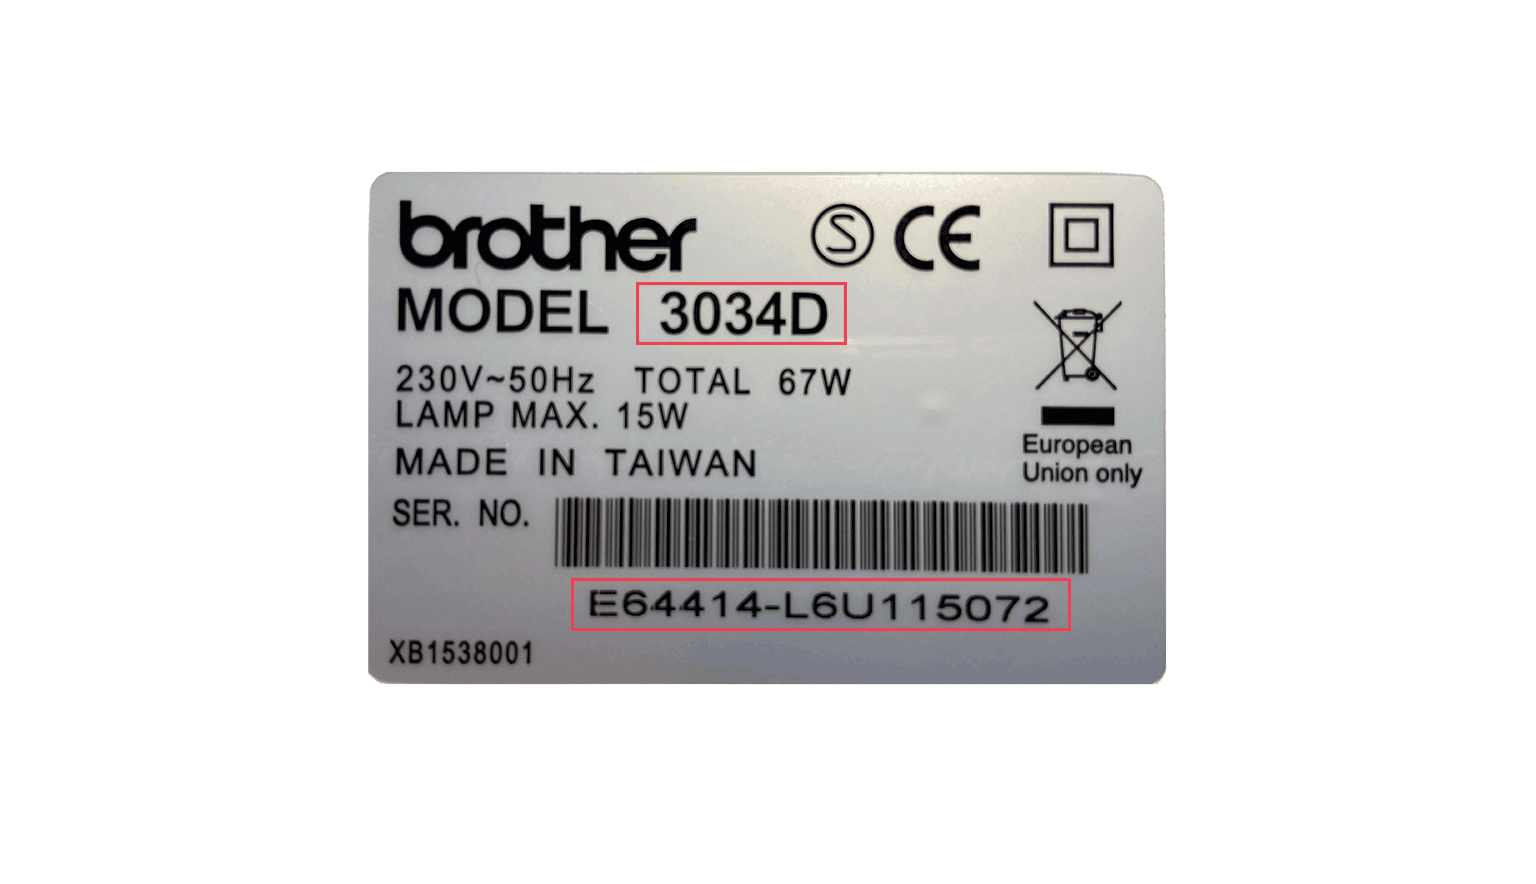 brother
S CE
MODEL 3034D
230V~50Hz TOTAL 67W
LAMP MAX. 15W
MADE IN TAIWAN
European
Union only
SER. NO.
E64414-L6U115072
XB1538001